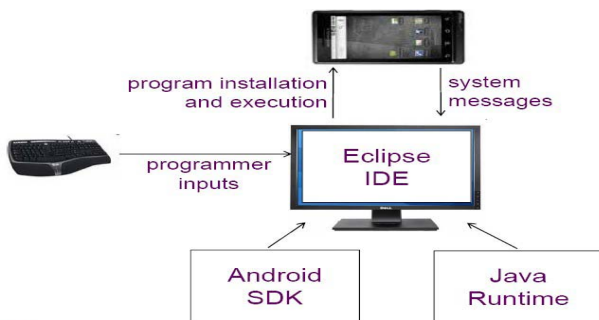 program installation
and execution
system
messages
programmer
inputs
Eclipse
IDE
Android
SDK
Java
Runtime